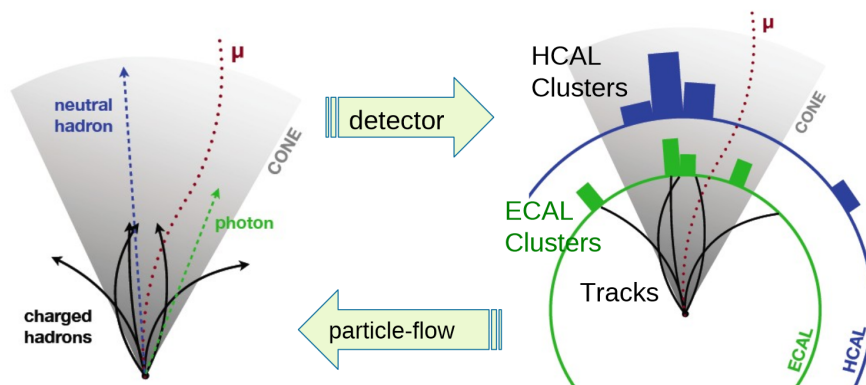 μ
neutral
hadron
CONE
photon
charged
hadrons
detector
particle-flow
μ
HCAL
Clusters
CONE
ECAL
Clusters
Tracks
ECAL
HCAL